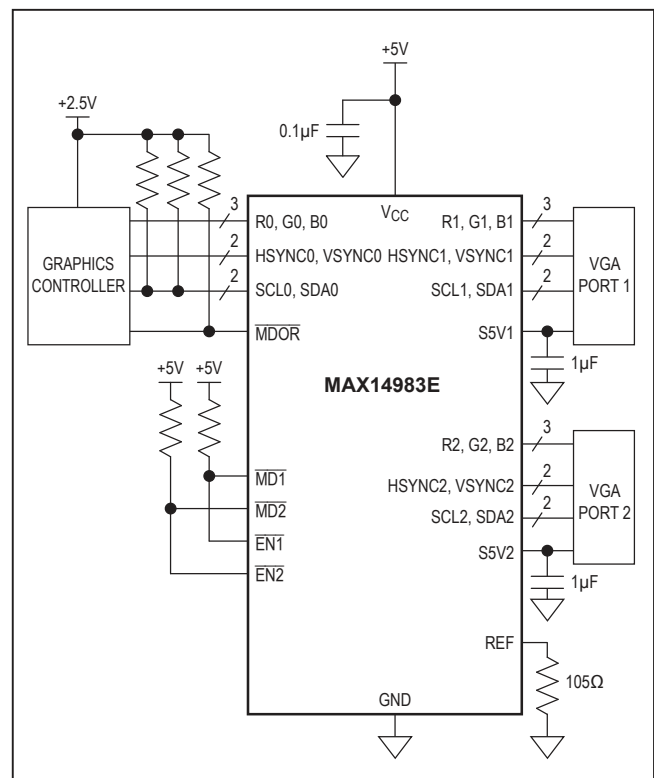 +5V
+2.5V
0.1µF
V_CC
3
R0, G0, B0
R1, G1, B1
3
GRAPHICS
CONTROLLER
2
HSYNC0, VSYNC0
HSYNC1, VSYNC1
2
VGA
PORT 1
2
SCL0, SDA0
SCL1, SDA1
2
MDOR
S5V1
1µF
+5V
+5V
MAX14983E
R2, G2, B2
3
MD1
HSYNC2, VSYNC2
2
VGA
PORT 2
MD2
SCL2, SDA2
2
EN1
S5V2
EN2
1µF
REF
105Ω
GND